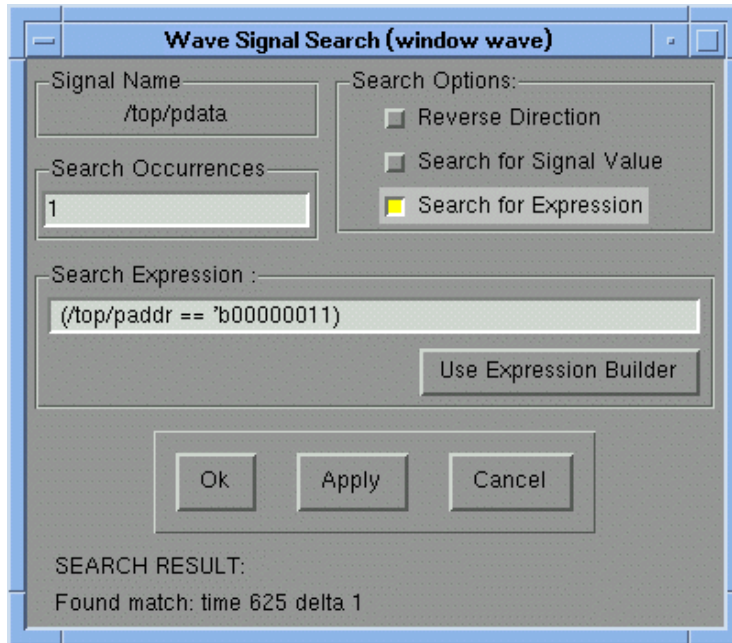 Wave Signal Search (window wave)
Signal Name
/top/pdata
Search Occurrences
1
Search Options:
Reverse Direction
Search for Signal Value
Search for Expression
Search Expression :
(/top/paddr == 'b00000011)
Use Expression Builder
Ok Apply Cancel
SEARCH RESULT:
Found match: time 625 delta 1